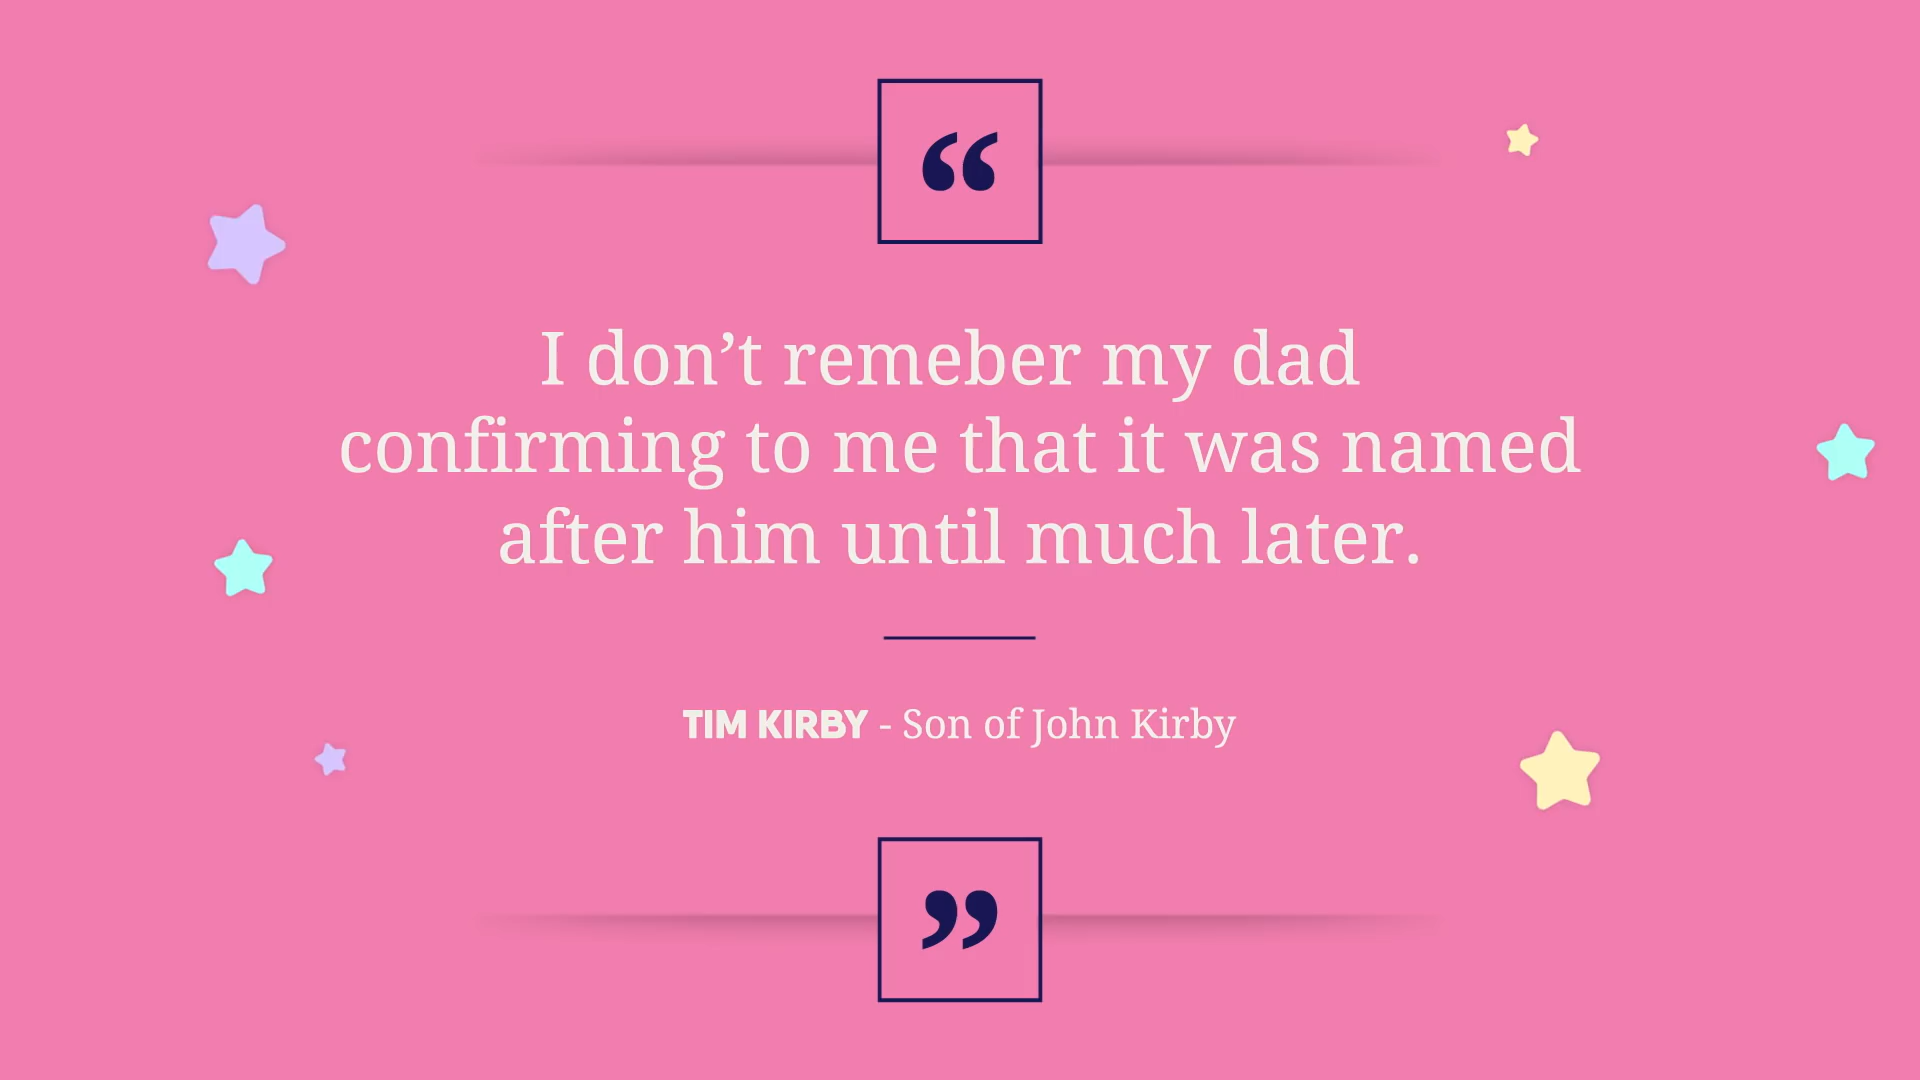 “
I don’t remeber my dad
confirming to me that it was named
after him until much later.
TIM KIRBY - Son of John Kirby
”